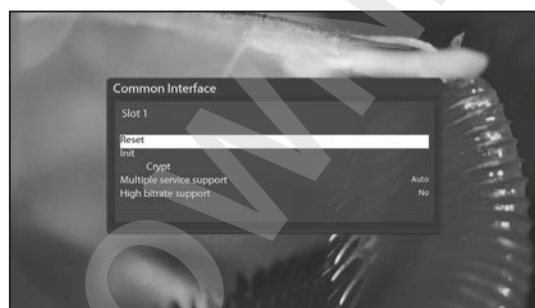 Common Interface
Slot 1
Reset
Init
Crypt
Multiple service support Auto
High bitrate support No